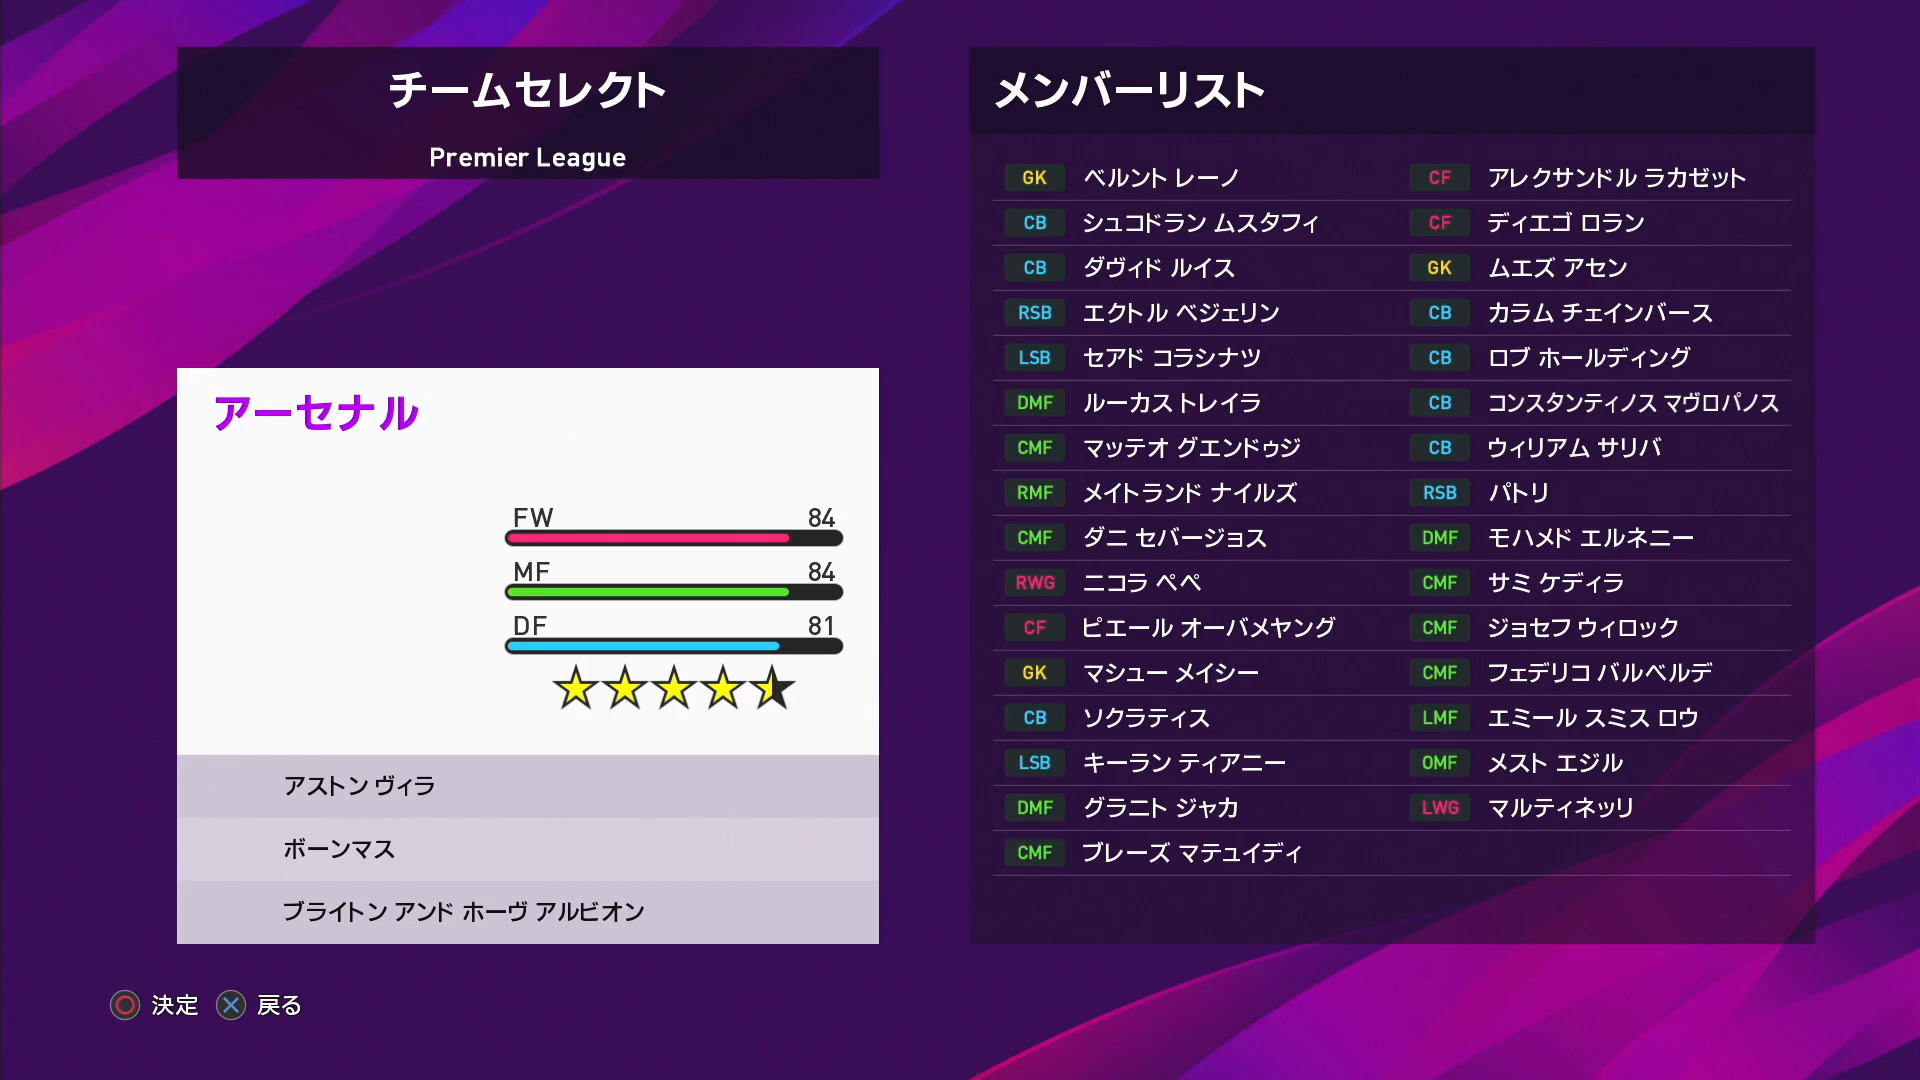 チームセレクト
Premier League
アーセナル
FW 84
MF 84
DF 81
アストン ヴィラ
ボーンマス
ブライトン アンド ホーヴ アルビオン
決定 戻る
メンバーリスト
GK ベルント レーノ
CB シュコドラン ムスタフィ
CB ダヴィド ルイス
RSB エクトル ベジェリン
LSB セアド コラシナツ
DMF ルーカス トレイラ
CMF マッテオ グエンドゥジ
RMF メイトランド ナイルズ
CMF ダニ セバージョス
RWG ニコラ ペペ
CF ピエール オーバメヤング
GK マシュー メイシー
CB ソクラティス
LSB キーラン ティアニー
DMF グラニト ジャカ
CMF ブレーズ マテュイディ
CF アレクサンドル ラカゼット
CF ディエゴ ロラン
GK ムエズ アセン
CB カラム チェインバース
CB ロブ ホールディング
CB コンスタンティノス マヴロパノス
CB ウィリアム サリバ
RSB パトリ
DMF モハメド エルネニー
CMF サミ ケディラ
CMF ジョセフ ウィロック
CMF フェデリコ バルベルデ
LMF エミール スミス ロウ
OMF メスト エジル
LWG マルティネッリ